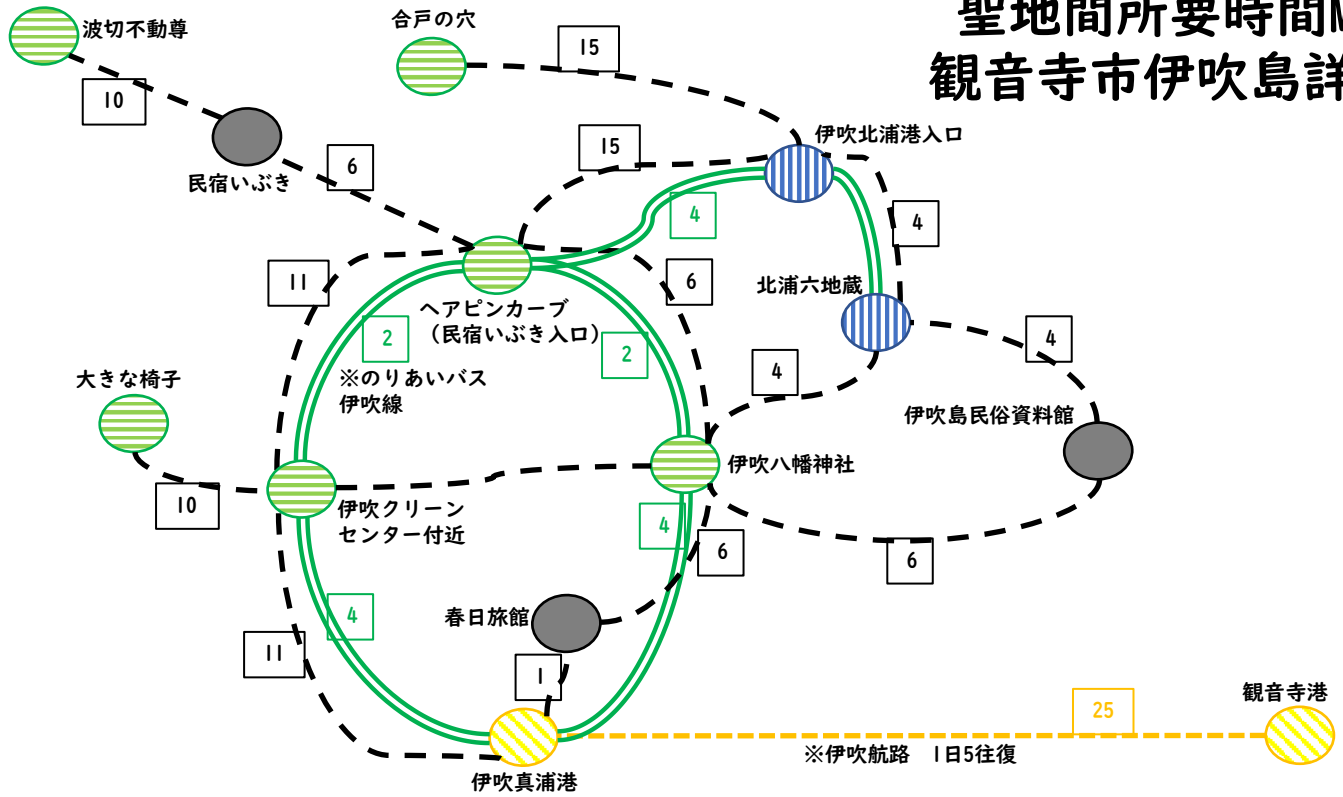 聖地間所要時間
観音寺市伊吹島詳
波切不動尊
合戸の穴
15
10
伊吹北浦港入口
15
6
民宿いぶき
4
4
11
6
北浦六地蔵
ヘアピンカーブ
（民宿いぶき入口）
2
2
4
4
大きな椅子
※のりあいバス
伊吹線
伊吹島民俗資料館
伊吹八幡神社
10
伊吹クリーン
センター付近
4
6
6
4
春日旅館
11
1
観音寺港
25
※伊吹航路 1日5往復
伊吹真浦港